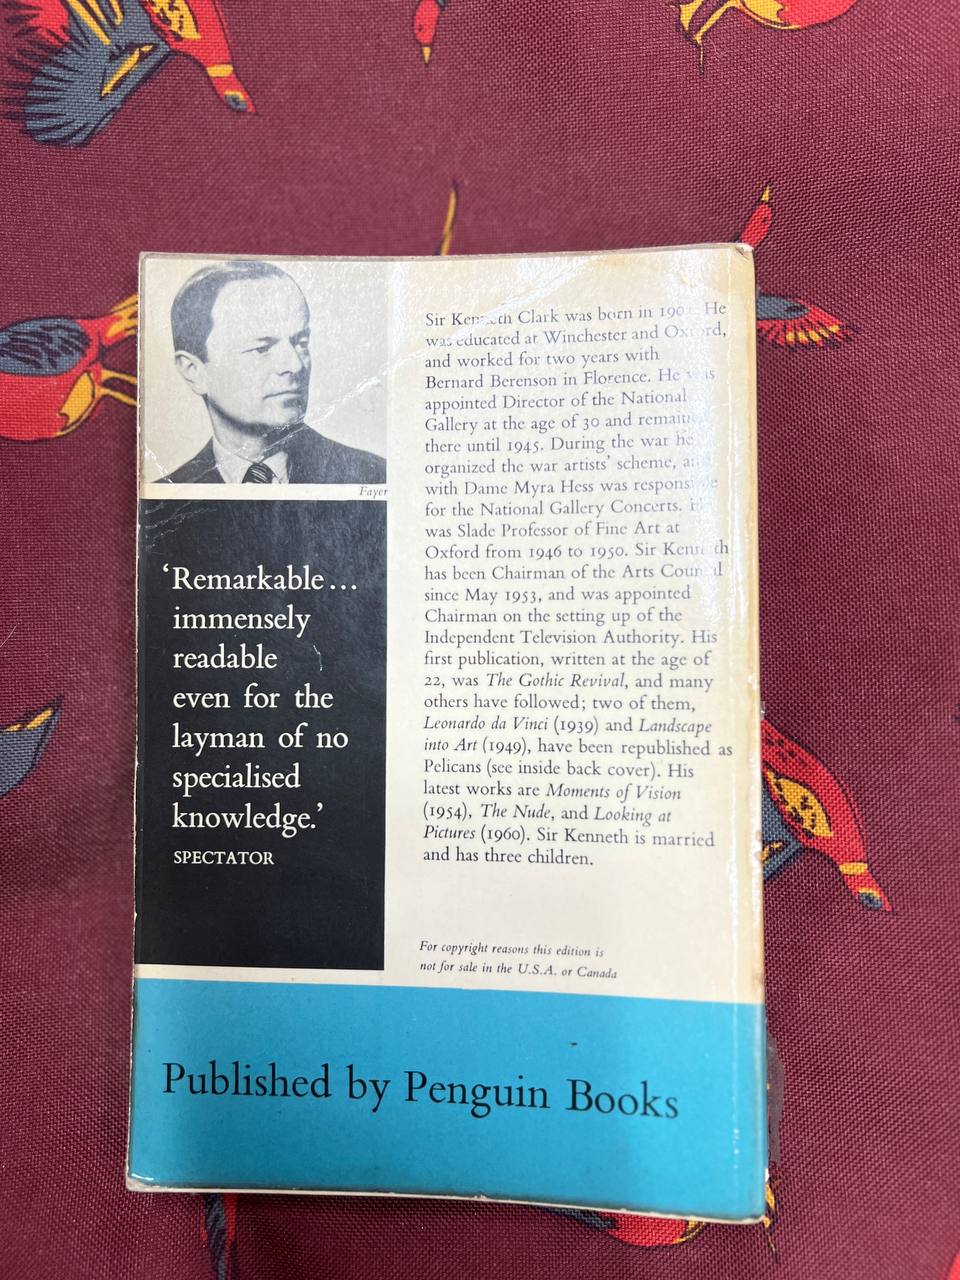 Fayer
'Remarkable...
immensely
readable
even for the
layman of no
specialised
knowledge.'
SPECTATOR
Sir Kenneth Clark was born in He
was educated at Winchester and Oxford,
and worked for two years with
Bernard Berenson in Florence. He was
appointed Director of the National
Gallery at the age of 30 and remained
there until 1945. During the war he
organized the war artists' scheme, and
with Dame Myra Hess was responsible
for the National Gallery Concerts. He
was Slade Professor of Fine Art at
Oxford from 1946 to 1950. Sir Kenneth
has been Chairman of the Arts Council
since May 1953, and was appointed
Chairman on the setting up of the
Independent Television Authority. His
first publication, written at the age of
22, was The Gothic Revival, and many
others have followed; two of them,
Leonardo da Vinci (1939) and Landscape
into Art (1949), have been republished as
Pelicans (see inside back cover). His
latest works are Moments of Vision
(1954), The Nude, and Looking at
Pictures (1960). Sir Kenneth is married
and has three children.
For copyright reasons this edition is
not for sale in the U.S.A. or Canada
Published by Penguin Books